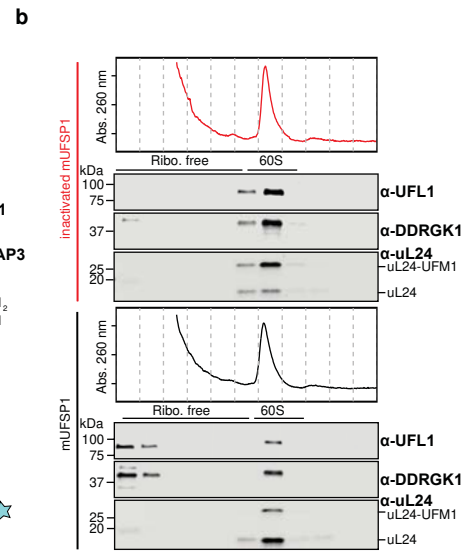 b
inactivated mUFSP1
Abs. 260 nm
Ribo. free 60S
kDa
100
75
α-UFL1
37
α-DDRGK1
α-uL24
25
20
uL24-UFM1
uL24
1
AP3
2
mUFSP1
Abs. 260 nm
Ribo. free 60S
kDa
100
75
α-UFL1
37
α-DDRGK1
α-uL24
25
20
uL24-UFM1
uL24